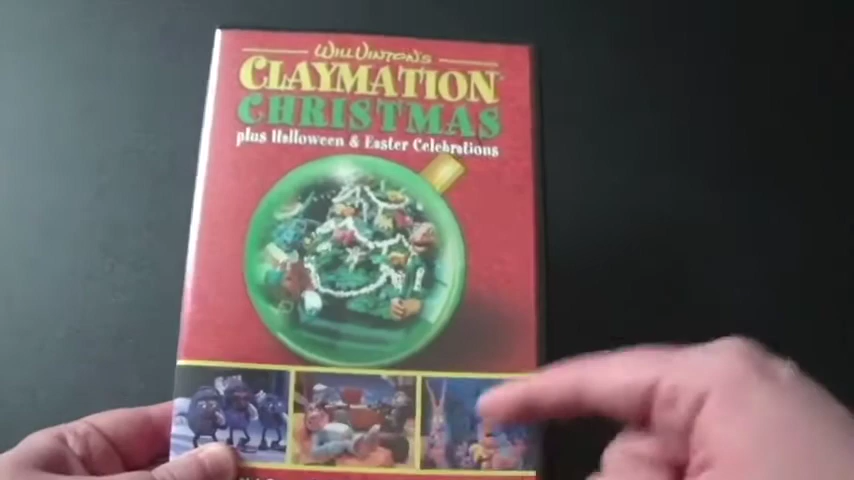 WILL VINTON'S
CLAYMATION
CHRISTMAS
plus Halloween & Easter Celebrations